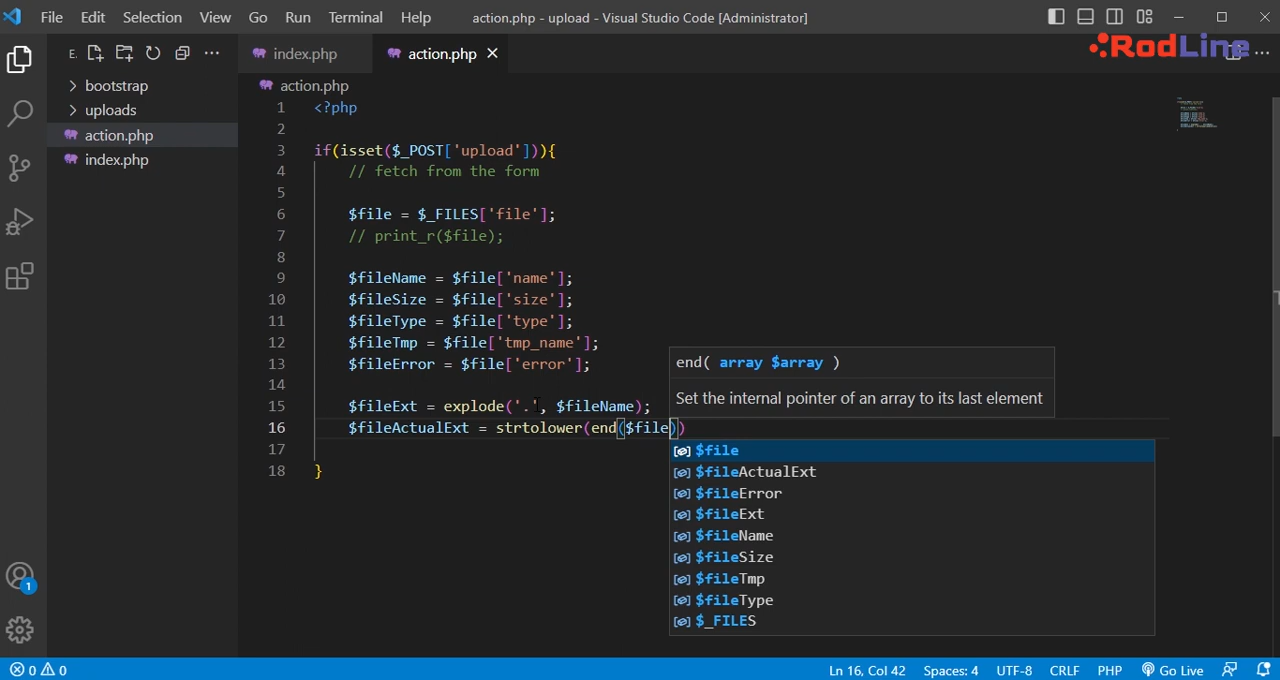 File Edit Selection View Go Run Terminal Help action.php - upload - Visual Studio Code [Administrator]
E.
index.php action.php
RodLine
action.php
bootstrap
uploads
action.php
index.php
1 <?php
2
3 if(isset($_POST['upload'])){
4 // fetch from the form
5
6 $file = $_FILES['file'];
7 // print_r($file);
8
9 $fileName = $file['name'];
10 $fileSize = $file['size'];
11 $fileType = $file['type'];
12 $fileTmp = $file['tmp_name'];
13 $fileError = $file['error'];
14
15 $fileExt = explode('.', $fileName);
16 $fileActualExt = strtolower(end($file))
17
18 }
end( array $array )
Set the internal pointer of an array to its last element
$file
$fileActualExt
$fileError
$fileExt
$fileName
$fileSize
$fileTmp
$fileType
$_FILES
1
0 0 Ln 16, Col 42 Spaces: 4 UTF-8 CRLF PHP Go Live